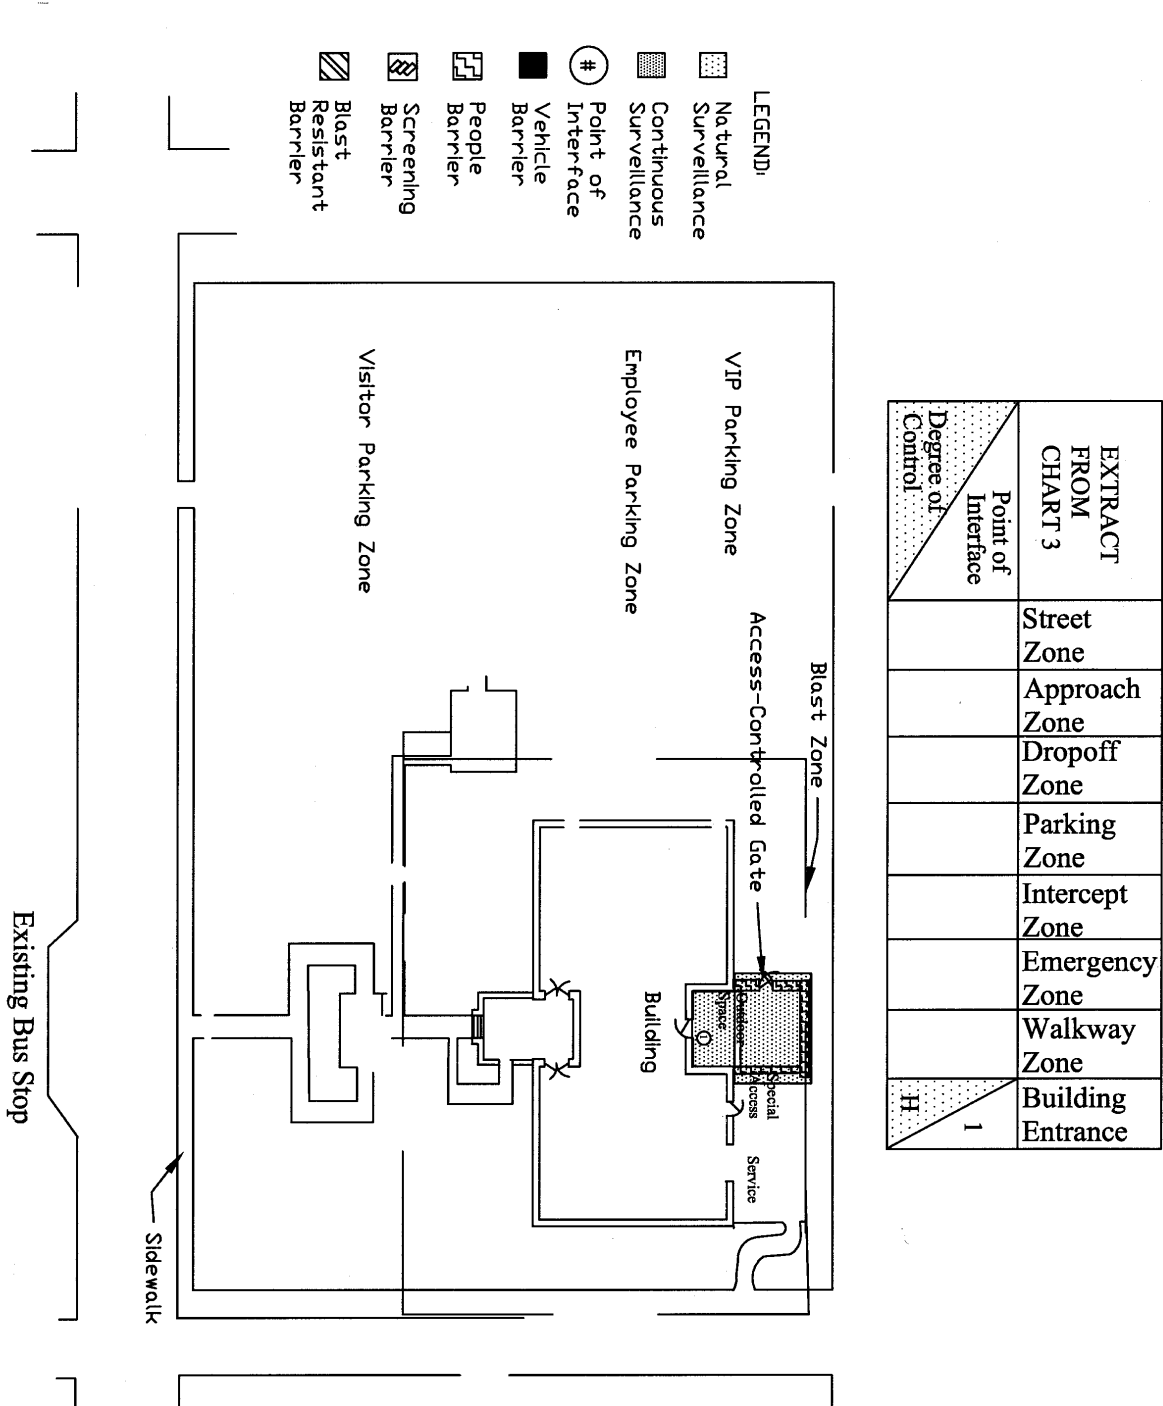 EXTRACT
FROM
CHART 3
Point of
Interface
Degree of
Control
Street
Zone
Approach
Zone
Dropoff
Zone
Parking
Zone
Intercept
Zone
Emergency
Zone
Walkway
Zone
Building
Entrance
1
H
LEGEND:
Natural
Surveillance
Continuous
Surveillance
#
Point of
Interface
Vehicle
Barrier
People
Barrier
Screening
Barrier
Blast
Resistant
Barrier
Blast Zone
Access-Controlled Gate
VIP Parking Zone
Employee Parking Zone
Visitor Parking Zone
Outdoor
Space
1
Special
Access
Service
Building
Sidewalk
Existing Bus Stop